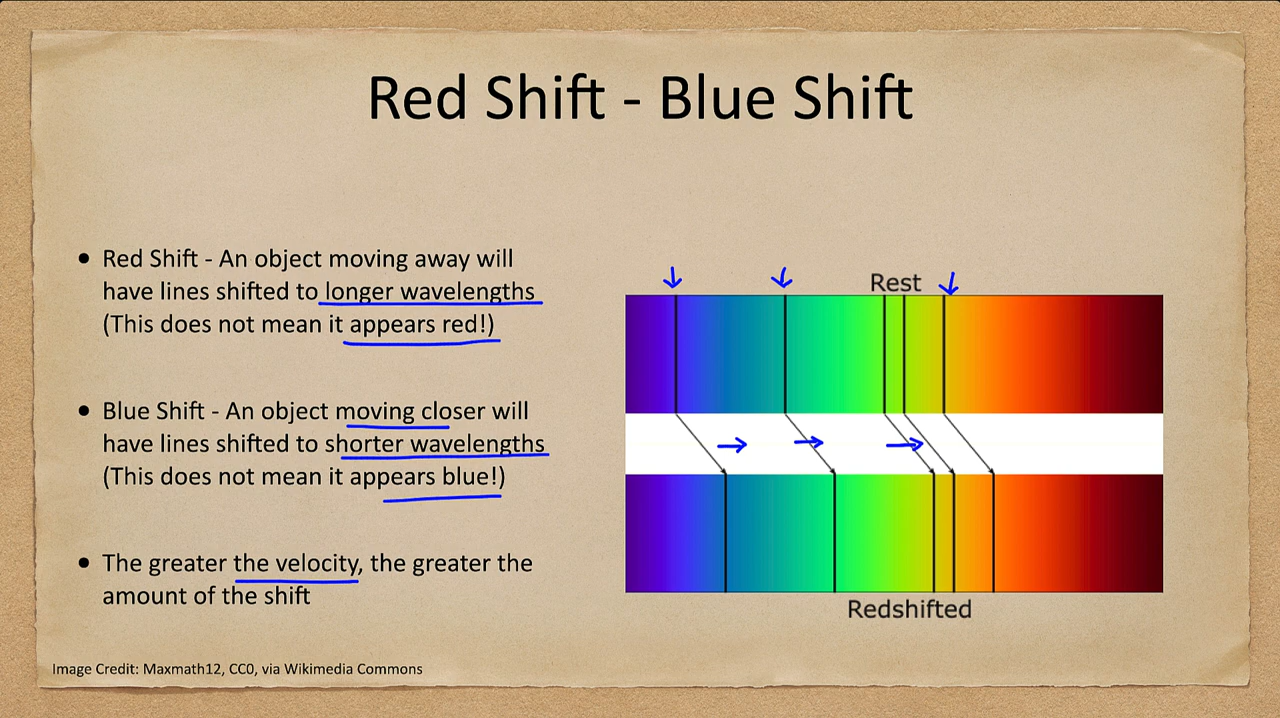 Red Shift - Blue Shift
• Red Shift - An object moving away will
have lines shifted to longer wavelengths
(This does not mean it appears red!)
• Blue Shift - An object moving closer will
have lines shifted to shorter wavelengths
(This does not mean it appears blue!)
• The greater the velocity, the greater the
amount of the shift
Rest
Redshifted
Image Credit: Maxmath12, CC0, via Wikimedia Commons